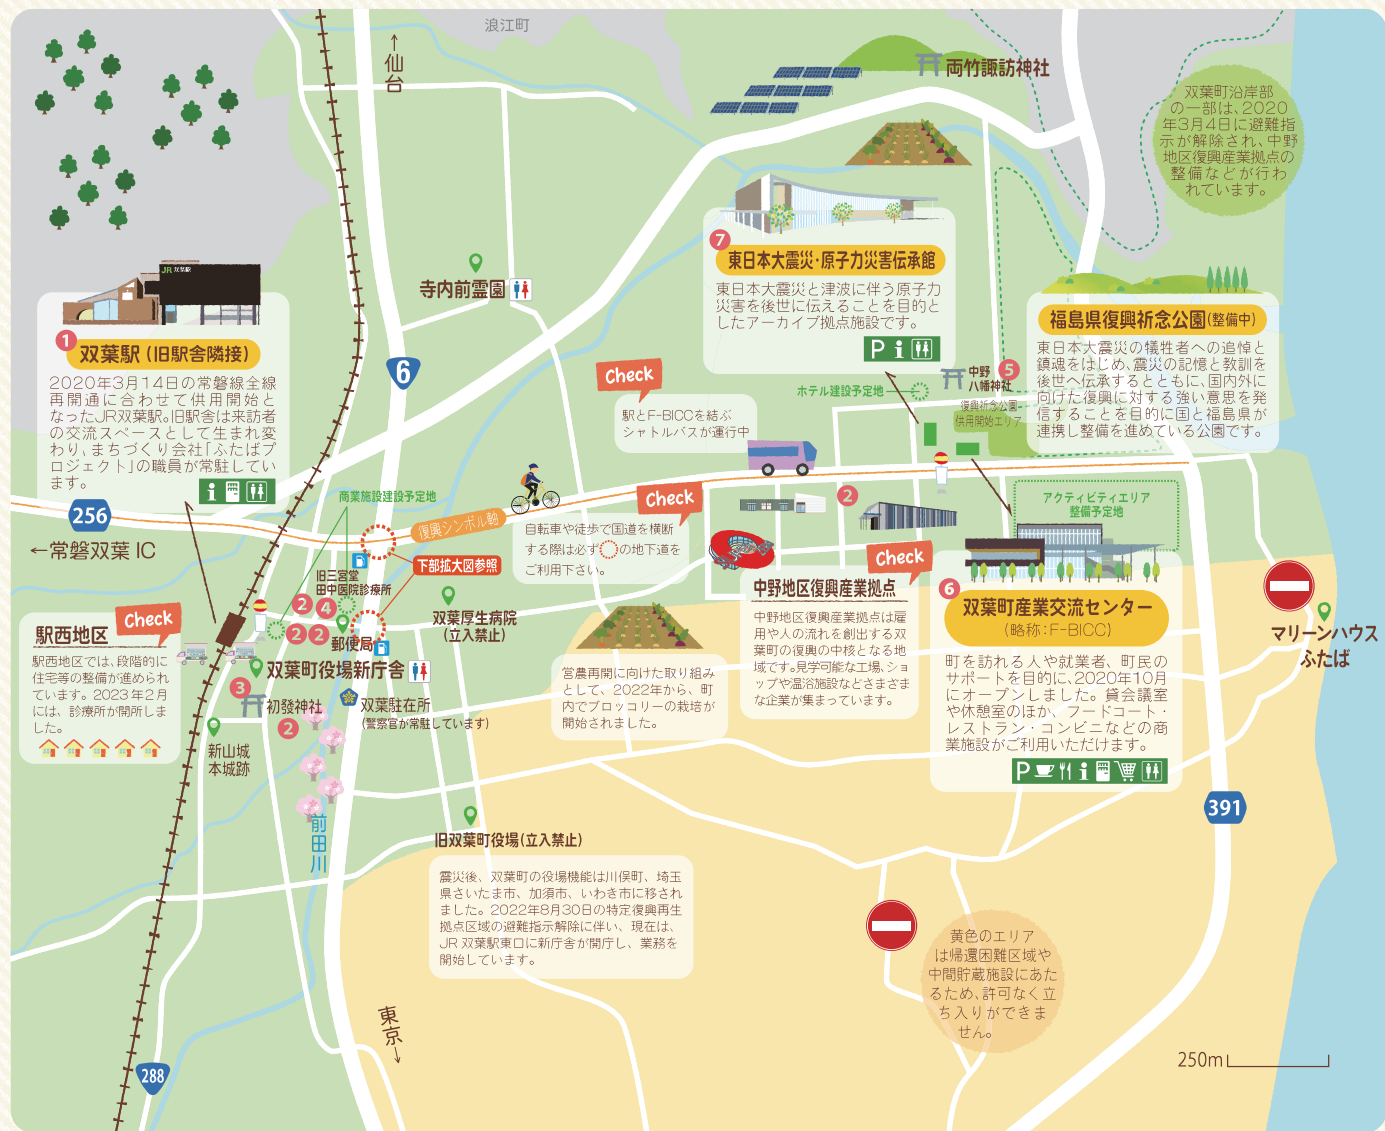 浪江町
↑仙台
両竹諏訪神社
双葉町沿岸部
の一部は、2020
年3月4日に避難指
示が解除され、中野
地区復興産業拠点の
整備などが行わ
れています。
JR 双葉駅
1
双葉駅(旧駅舎隣接)
2020年3月14日の常磐線全線
再開通に合わせて供用開始と
なったJR双葉駅。旧駅舎は来訪者
の交流スペースとして生まれ変
わり、まちづくり会社「ふたばプ
ロジェクト」の職員が常駐してい
ます。
寺内前霊園
6
7
東日本大震災・原子力災害伝承館
東日本大震災と津波に伴う原子力
災害を後世に伝えることを目的と
したアーカイブ拠点施設です。
P
福島県復興祈念公園(整備中)
東日本大震災の犠牲者への追悼と
鎮魂をはじめ、震災の記憶と教訓を
後世へ伝承するとともに、国内外に
向けた復興に対する強い意思を発
信することを目的に国と福島県が
連携し整備を進めている公園です。
ホテル建設予定地
中野
八幡神社
5
復興祈念公園
供用開始エリア
Check
駅とF-BICCを結ぶ
シャトルバスが運行中
256
←常磐双葉 IC
商業施設建設予定地
復興シンボル軸
Check
自転車や徒歩で国道を横断
する際は必ず○の地下道を
ご利用下さい。
下部拡大図参照
2
アクティビティエリア
整備予定地
Check
中野地区復興産業拠点
中野地区復興産業拠点は雇
用や人の流れを創出する双
葉町の復興の中核となる地
域です。見学可能な工場、ショ
ップや温浴施設などさまざま
な企業が集まっています。
6
双葉町産業交流センター
(略称:F-BICC)
町を訪れる人や就業者、町民の
サポートを目的に、2020年10月
にオープンしました。貸会議室
や休憩室のほか、フードコート・
レストラン・コンビニなどの商
業施設がご利用いただけます。
P
マリーンハウス
ふたば
旧三宮堂
田中医院診療所
2
4
2
2
郵便局
双葉厚生病院
(立入禁止)
Check
駅西地区
駅西地区では、段階的に
住宅等の整備が進められ
ています。2023年2月
には、診療所が開所しま
した。
双葉町役場新庁舎
3
初發神社
2
双葉駐在所
(警察官が常駐しています)
新山城
本城跡
営農再開に向けた取り組み
として、2022年から、町
内でブロッコリーの栽培が
開始されました。
前田川
旧双葉町役場(立入禁止)
震災後、双葉町の役場機能は川俣町、埼玉
県さいたま市、加須市、いわき市に移され
ました。2022年8月30日の特定復興再生
拠点区域の避難指示解除に伴い、現在は、
JR 双葉駅東口に新庁舎が開庁し、業務を
開始しています。
391
黄色のエリア
は帰還困難区域や
中間貯蔵施設にあた
るため、許可なく立
ち入りができま
せん。
東京↓
288
250m